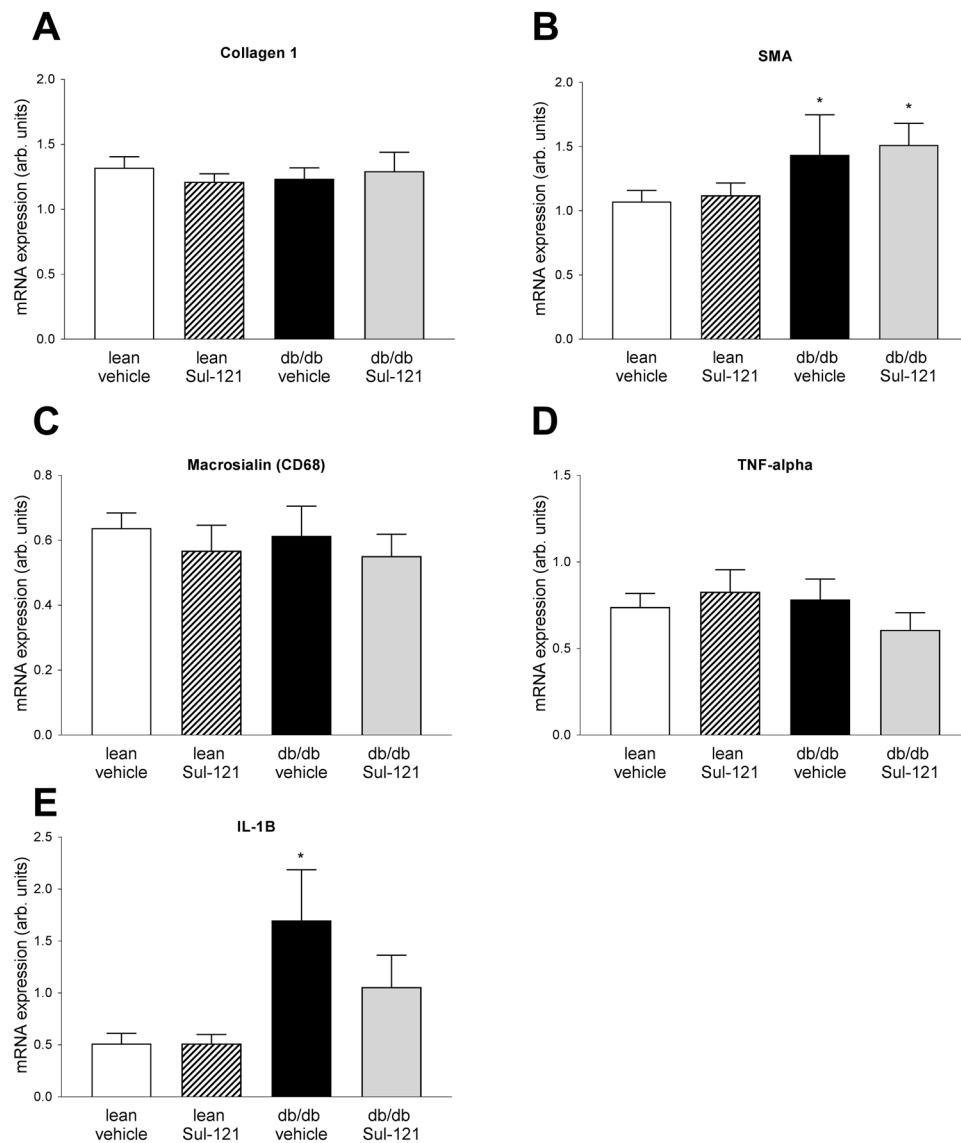 A
Collagen 1
mRNA expression (arb. units)
2.0
1.5
1.0
0.5
0.0
lean
vehicle
lean
Sul-121
db/db
vehicle
db/db
Sul-121
B
SMA
mRNA expression (arb. units)
2.0
1.5
1.0
0.5
0.0
*
*
lean
vehicle
lean
Sul-121
db/db
vehicle
db/db
Sul-121
C
Macrosialin (CD68)
mRNA expression (arb. units)
0.8
0.6
0.4
0.2
0.0
lean
vehicle
lean
Sul-121
db/db
vehicle
db/db
Sul-121
D
TNF-alpha
mRNA expression (arb. units)
1.5
1.0
0.5
0.0
lean
vehicle
lean
Sul-121
db/db
vehicle
db/db
Sul-121
E
IL-1B
mRNA expression (arb. units)
2.5
2.0
1.5
1.0
0.5
0.0
*
lean
vehicle
lean
Sul-121
db/db
vehicle
db/db
Sul-121